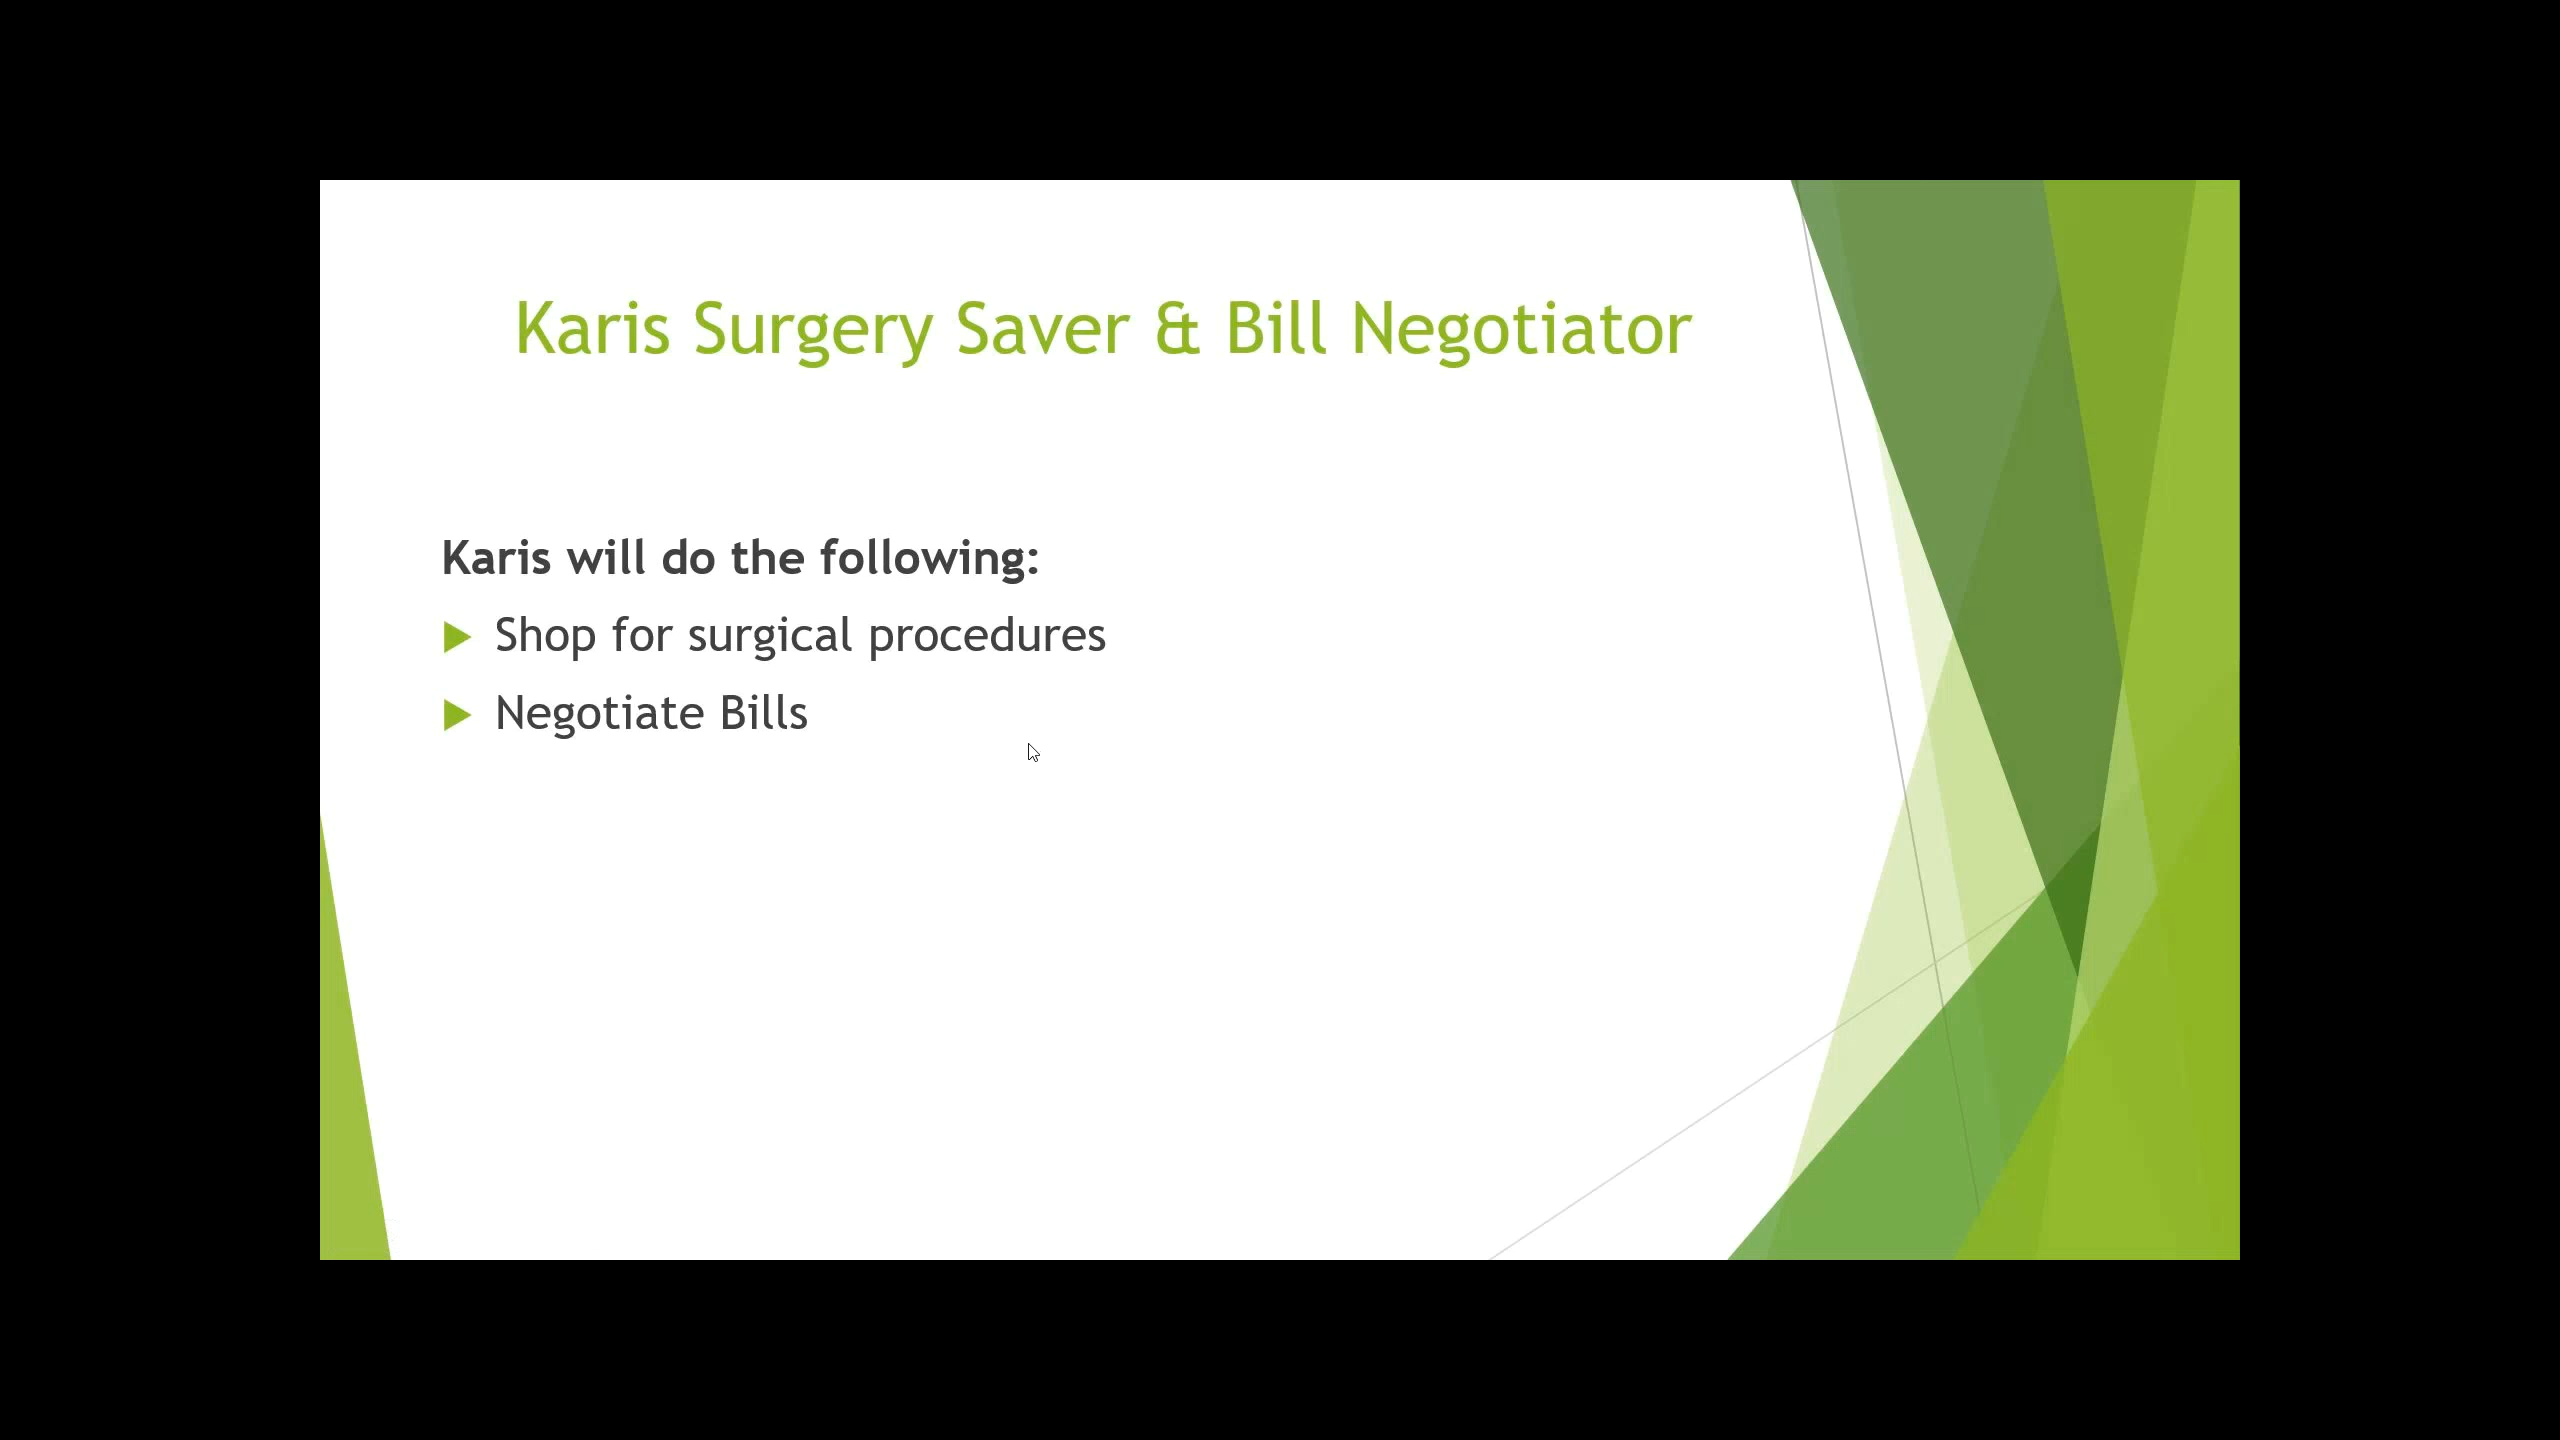 Karis Surgery Saver & Bill Negotiator
Karis will do the following:
Shop for surgical procedures
Negotiate Bills